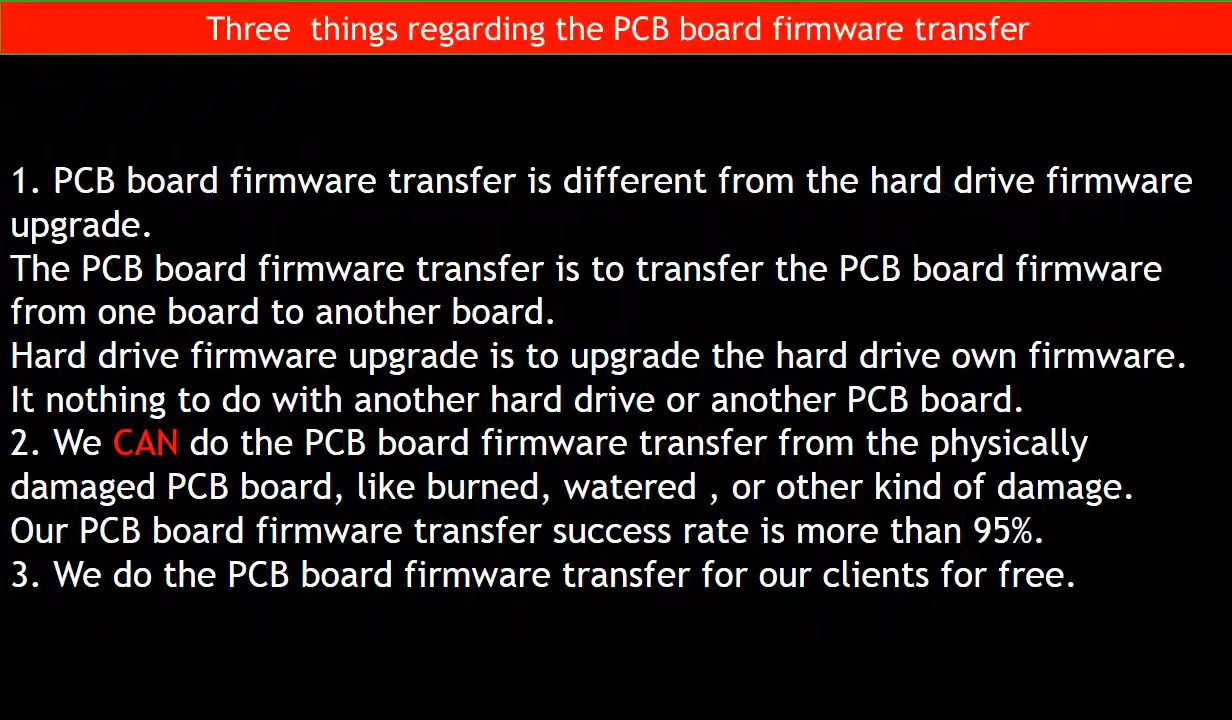 Three  things regarding the PCB board firmware transfer
1. PCB board firmware transfer is different from the hard drive firmware
upgrade.
The PCB board firmware transfer is to transfer the PCB board firmware
from one board to another board.
Hard drive firmware upgrade is to upgrade the hard drive own firmware.
It nothing to do with another hard drive or another PCB board.
2. We CAN do the PCB board firmware transfer from the physically
damaged PCB board, like burned, watered , or other kind of damage.
Our PCB board firmware transfer success rate is more than 95%.
3. We do the PCB board firmware transfer for our clients for free.